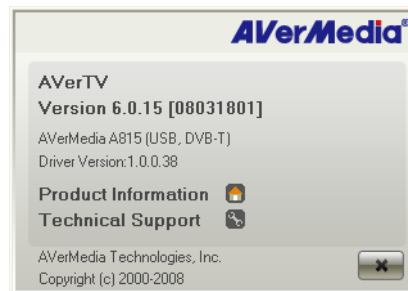 AVerMedia®
AVerTV
Version 6.0.15 [08031801]
AVerMedia A815 (USB, DVB-T)
Driver Version:1.0.0.38
Product Information
Technical Support
AVerMedia Technologies, Inc.
Copyright (c) 2000-2008